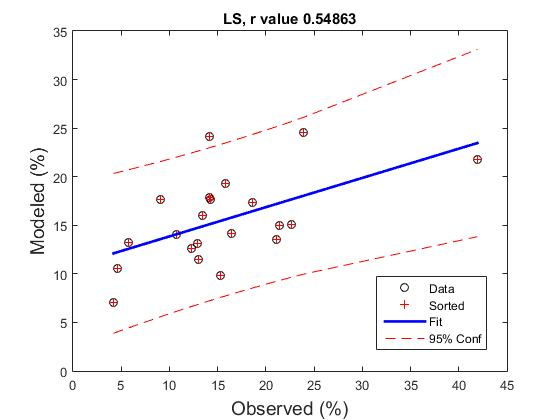 LS, r value 0.54863
35
30
25
20
15
10
5
0
Modeled (%)
0 5 10 15 20 25 30 35 40 45
Observed (%)
Data
Sorted
Fit
95% Conf